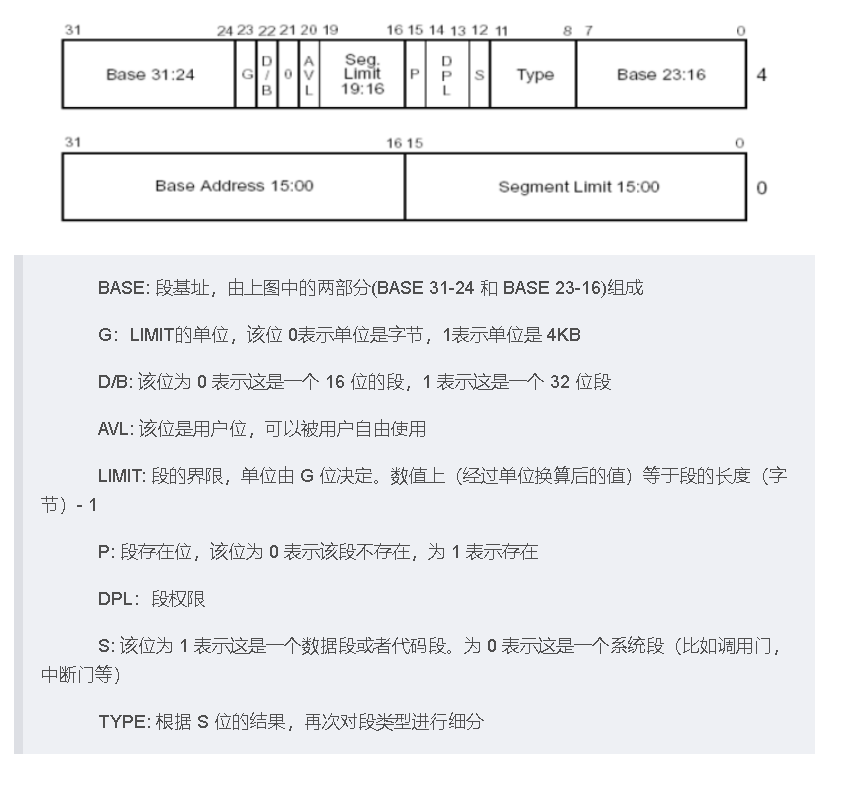 31 24 23 22 21 20 19 16 15 14 13 12 11 8 7 0
Base 31:24 G D/B 0 AVL Seg. Limit 19:16 P DPL S Type Base 23:16 4
31 16 15 0
Base Address 15:00 Segment Limit 15:00 0
BASE: 段基址，由上图中的两部分(BASE 31-24 和 BASE 23-16)组成
G：LIMIT的单位，该位 0表示单位是字节，1表示单位是 4KB
D/B: 该位为 0 表示这是一个 16 位的段，1 表示这是一个 32 位段
AVL: 该位是用户位，可以被用户自由使用
LIMIT: 段的界限，单位由 G 位决定。数值上（经过单位换算后的值）等于段的长度（字
节）- 1
P: 段存在位，该位为 0 表示该段不存在，为 1 表示存在
DPL：段权限
S: 该位为 1 表示这是一个数据段或者代码段。为 0 表示这是一个系统段（比如调用门，
中断门等）
TYPE: 根据 S 位的结果，再次对段类型进行细分